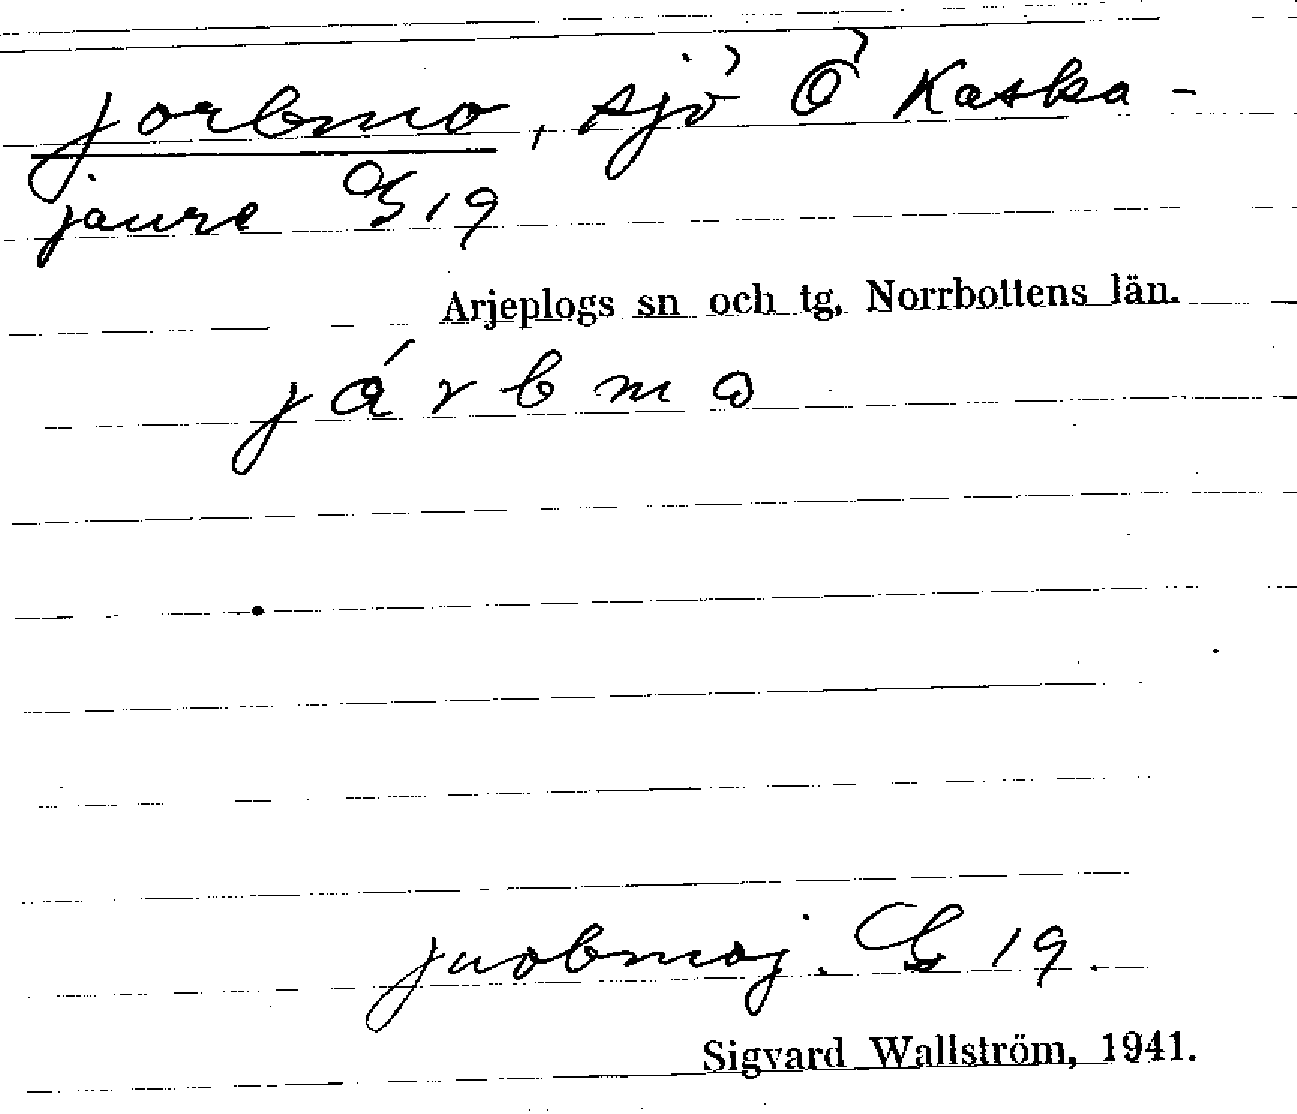 jorbmo, sjö Ö Kaska-
jaure G 19
Arjeplogs sn och tg, Norrbottens län.
járbmo
juobmoj. G 19.
Sigvard Wallström, 1941.